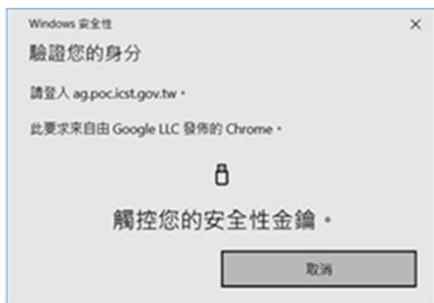 Windows 安全性
驗證您的身分
請登入 ag.poc.icst.gov.tw。
此要求來自由 Google LLC 發佈的 Chrome。
觸控您的安全性金鑰。
取消